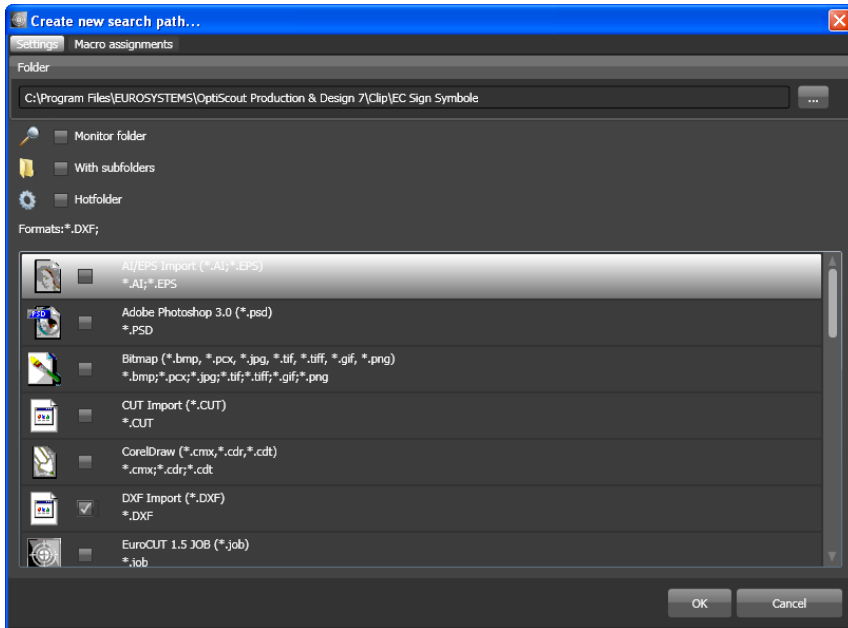 Create new search path...
Settings Macro assignments
Folder
C:\Program Files\EUROSYSTEMS\OptiScout Production & Design 7\Clip\EC Sign Symbole ...
Monitor folder
With subfolders
Hotfolder
Formats:*.DXF;
AI/EPS Import (*.AI;*.EPS)
*.AI;*.EPS
PSD
Adobe Photoshop 3.0 (*.psd)
*.PSD
Bitmap (*.bmp, *.pcx, *.jpg, *.tif, *.tiff, *.gif, *.png)
*.bmp;*.pcx;*.jpg;*.tif;*.tiff;*.gif;*.png
CUT Import (*.CUT)
*.CUT
CorelDraw (*.cmx,*.cdr,*.cdt)
*.cmx;*.cdr;*.cdt
DXF Import (*.DXF)
*.DXF
EuroCUT 1.5 JOB (*.job)
*.job
OK Cancel